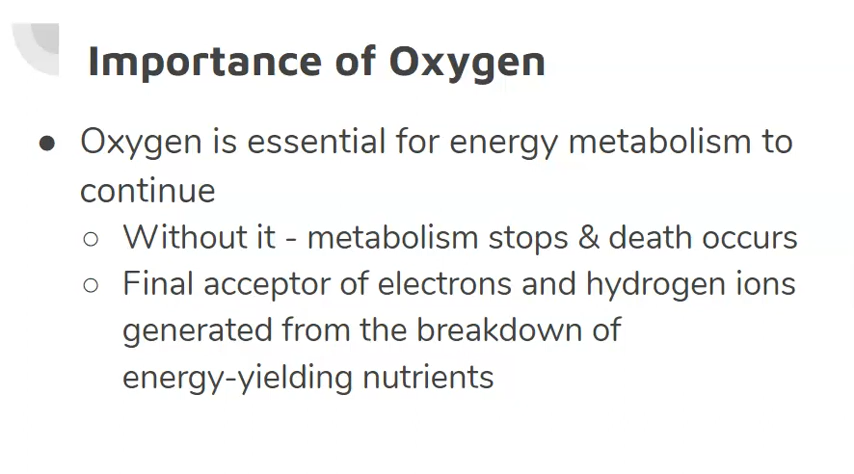 Importance of Oxygen
● Oxygen is essential for energy metabolism to
continue
○ Without it - metabolism stops & death occurs
○ Final acceptor of electrons and hydrogen ions
generated from the breakdown of
energy-yielding nutrients